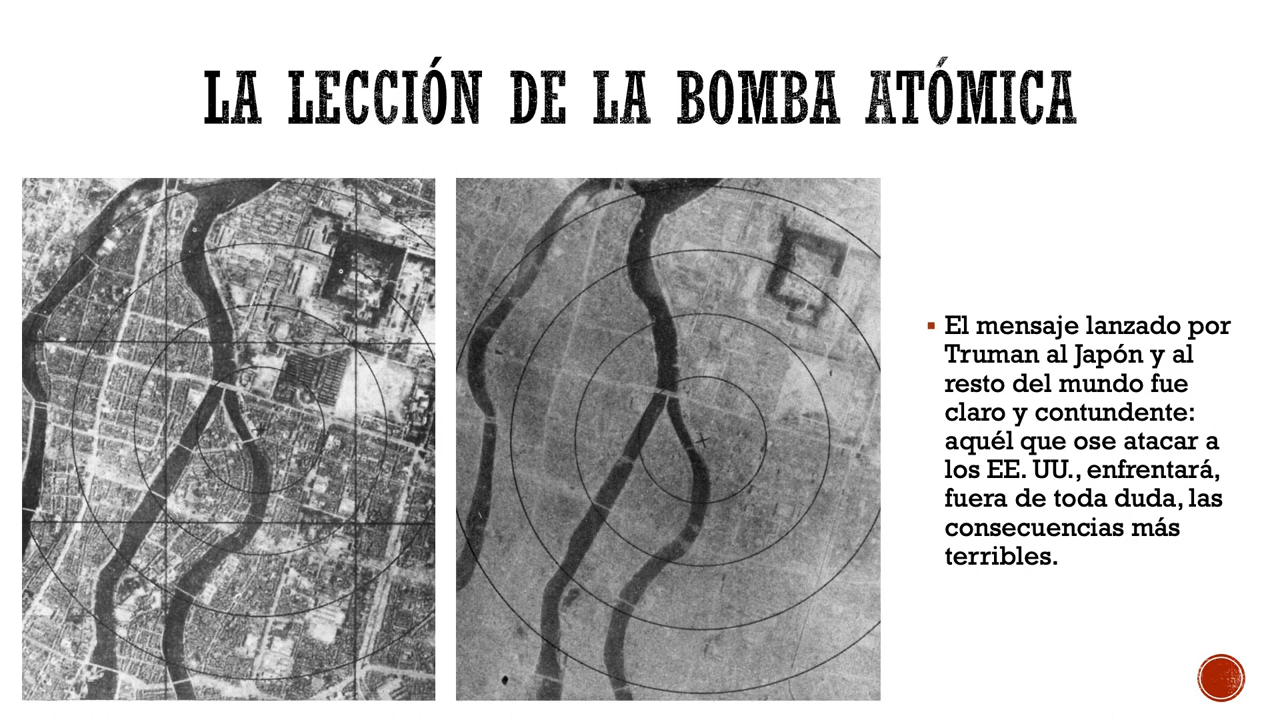 LA LECCIÓN DE LA BOMBA ATÓMICA
El mensaje lanzado por
Truman al Japón y al
resto del mundo fue
claro y contundente:
aquél que ose atacar a
los EE. UU., enfrentará,
fuera de toda duda, las
consecuencias más
terribles.